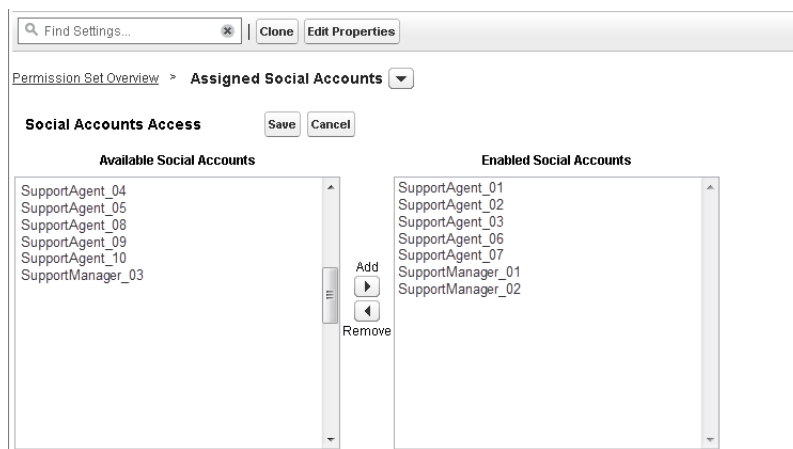 Find Settings... Clone Edit Properties
Permission Set Overview > Assigned Social Accounts
Social Accounts Access Save Cancel
Available Social Accounts
SupportAgent_04
SupportAgent_05
SupportAgent_08
SupportAgent_09
SupportAgent_10
SupportManager_03
Add
Remove
Enabled Social Accounts
SupportAgent_01
SupportAgent_02
SupportAgent_03
SupportAgent_06
SupportAgent_07
SupportManager_01
SupportManager_02